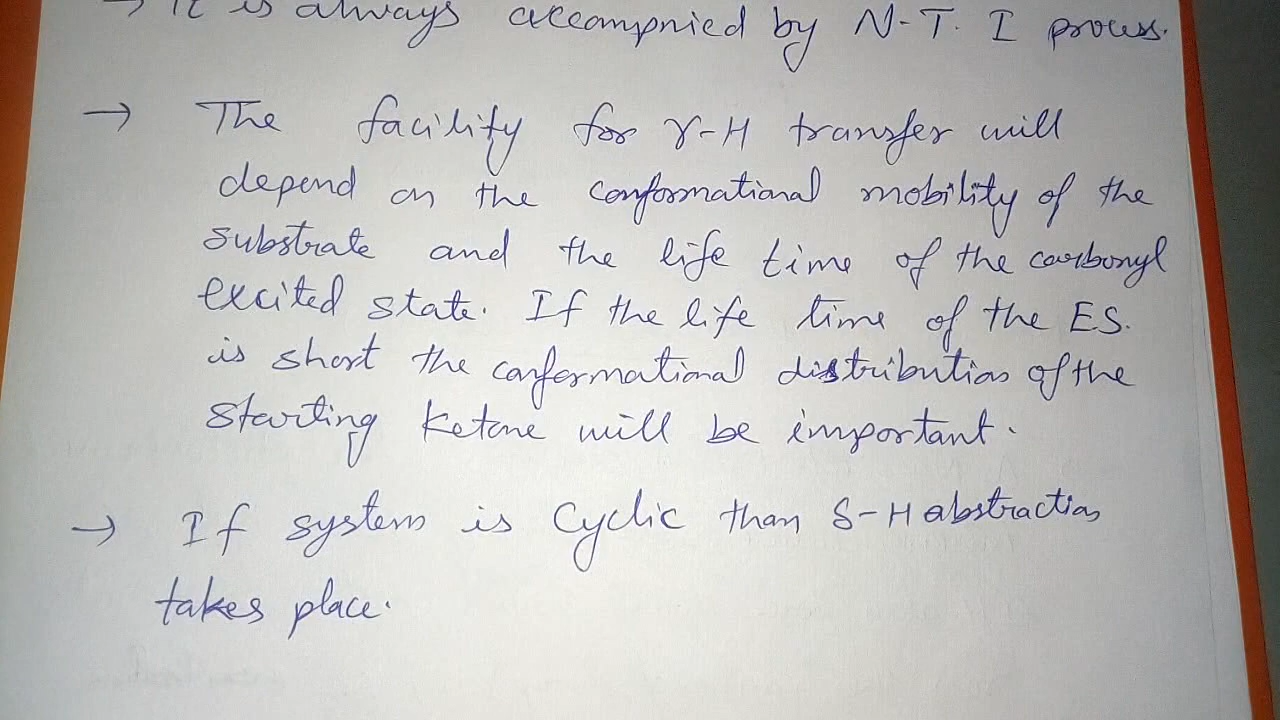 → It is always accompnied by N-T. I process.
→ The facility for γ-H transfer will
depend on the conformational mobility of the
substrate and the life time of the carbonyl
excited state. If the life time of the ES.
is short the conformational distribution of the
starting ketone will be important.
→ If system is cyclic than δ-H abstraction
takes place.